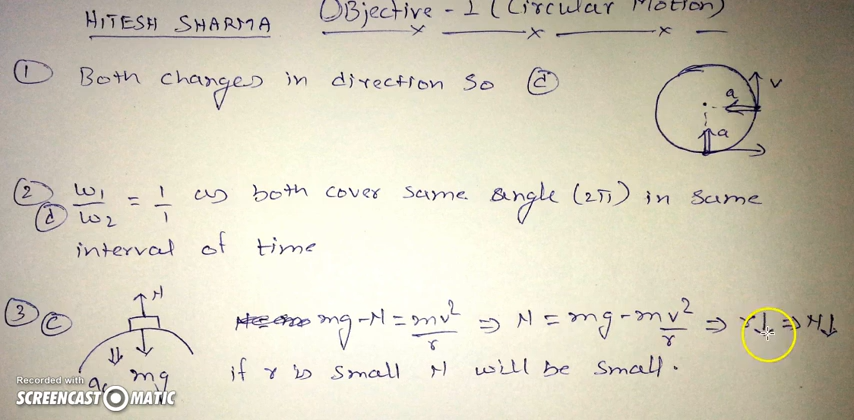 HITESH SHARMA Objective - 1 (Circular Motion)
① Both changes in direction so ⓓ
a v
a
② ω₁/ω₂ = 1/1 as both cover same angle (2π) in same
ⓓ
interval of time
③ ⓒ N mg-N = mv²/r ⇒ N = mg - mv²/r ⇒ r↓ ⇒ N↓
mg if r is small N will be small.
Recorded with
SCREENCAST MATIC